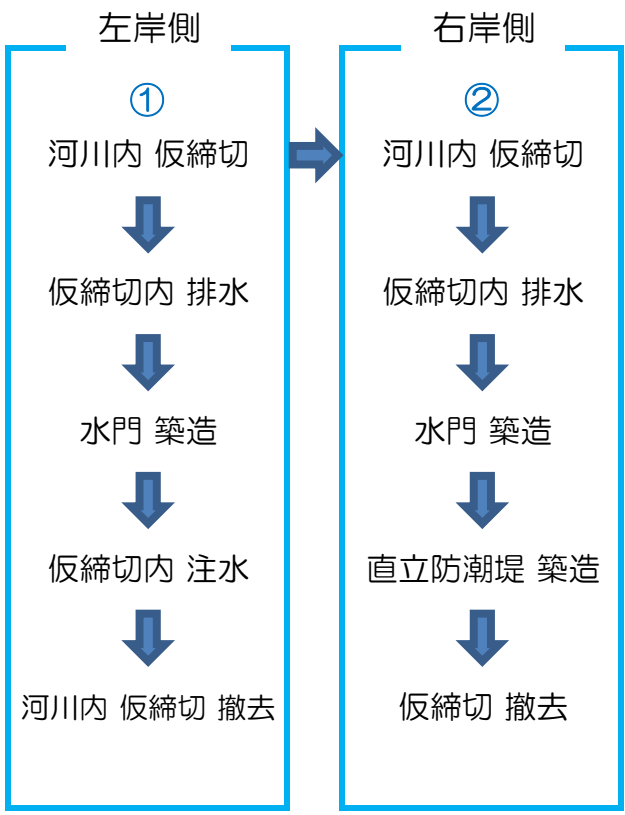 左岸側
①
河川内 仮締切
仮締切内 排水
水門 築造
仮締切内 注水
河川内 仮締切 撤去
右岸側
②
河川内 仮締切
仮締切内 排水
水門 築造
直立防潮堤 築造
仮締切 撤去